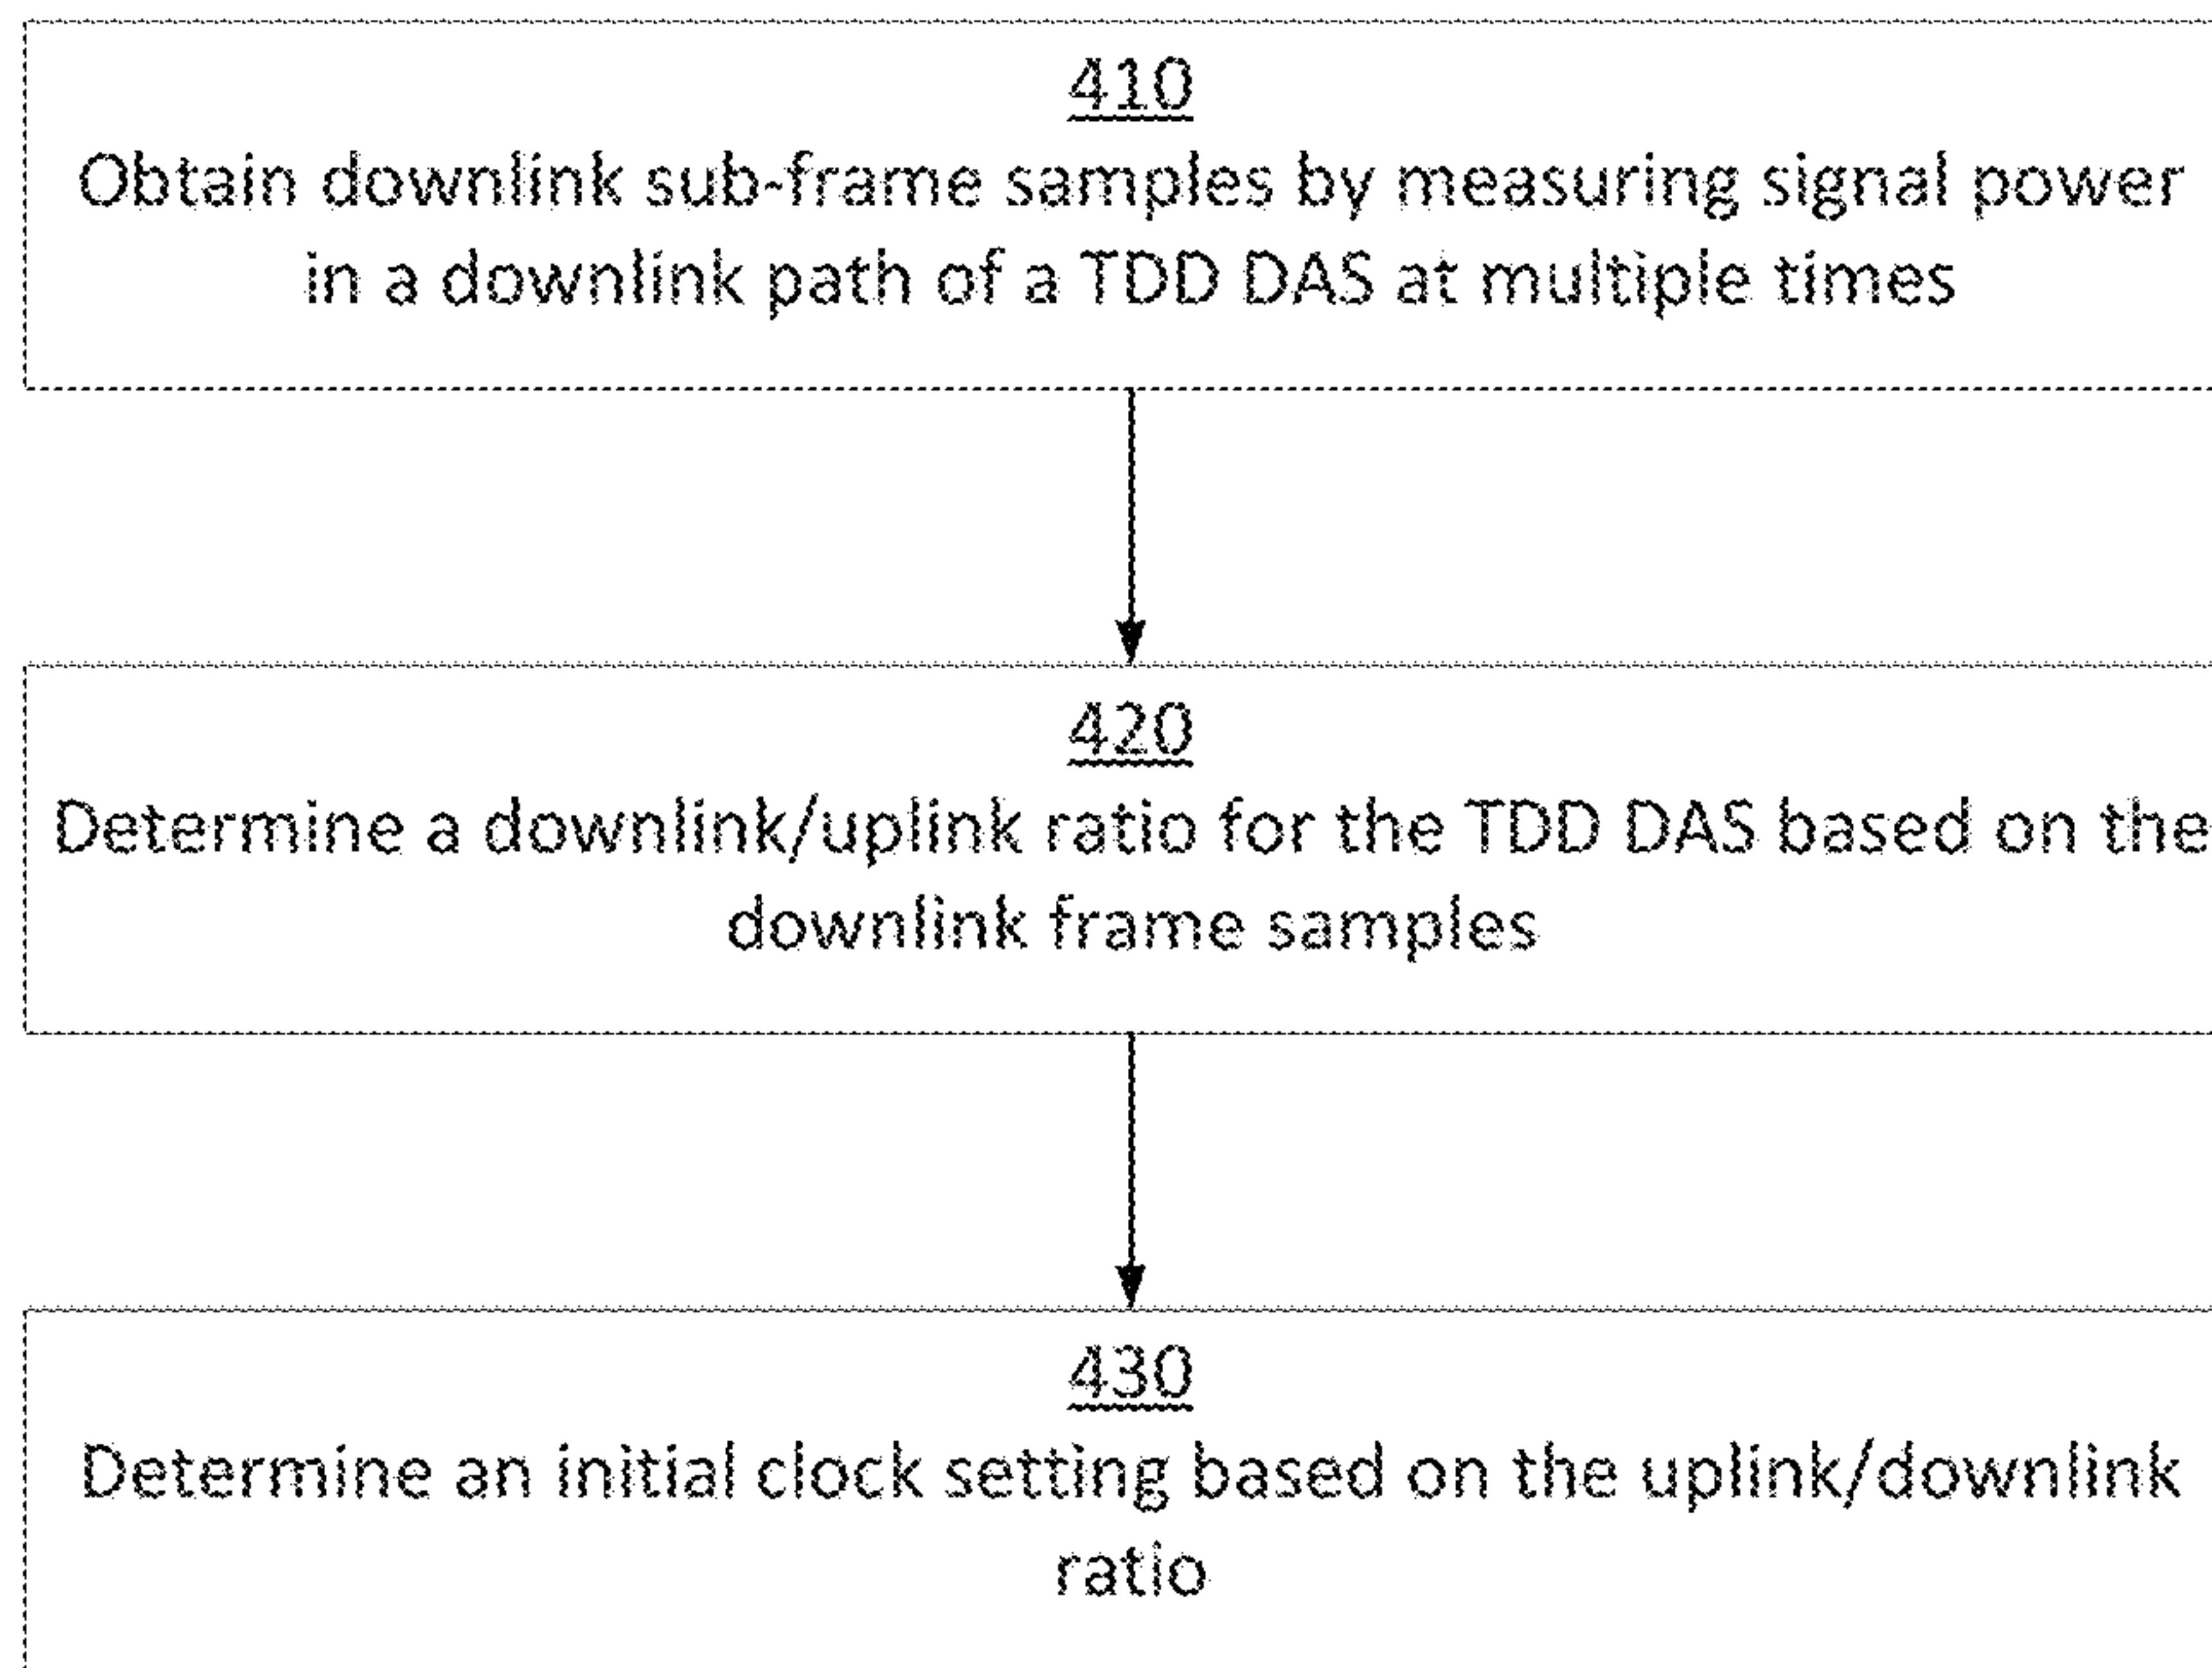 410
Obtain downlink sub-frame samples by measuring signal power
in a downlink path of a TDD DAS at multiple times
420
Determine a downlink/uplink ratio for the TDD DAS based on the
downlink frame samples
430
Determine an initial clock setting based on the uplink/downlink
ratio